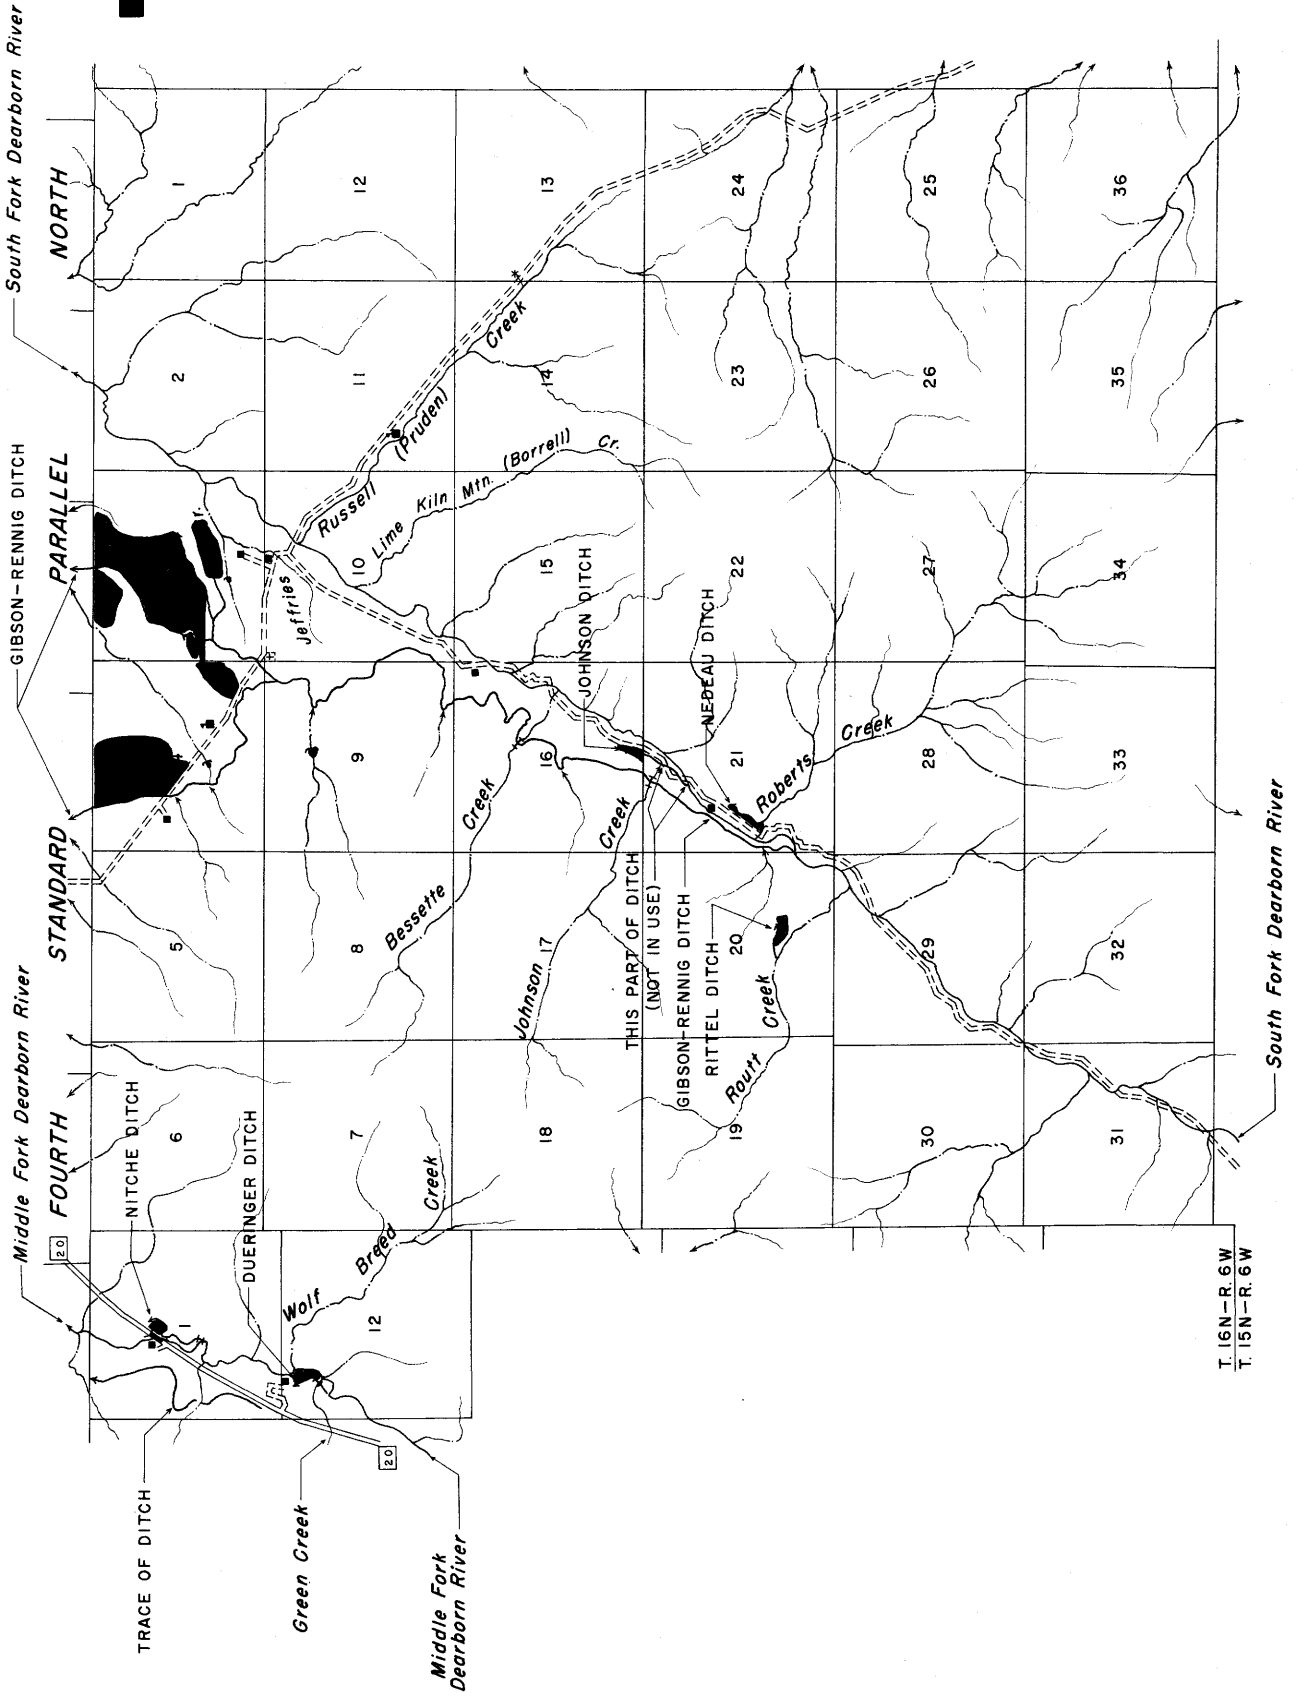 South Fork Dearborn River
GIBSON–RENNIG DITCH
Middle Fork Dearborn River
FOURTH STANDARD PARALLEL NORTH
20
NITCHE DITCH
DUERINGER DITCH
TRACE OF DITCH
Green Creek
Middle Fork
Dearborn River
20
1
12
Wolf Breed Creek
6
5
2
1
7
8
9
10
11
12
Jeffries
Russell (Pruden) Creek
Lime Kiln Mtn. (Borrell) Cr.
Bessette Creek
18
17
16
15
14
13
Johnson Creek
JOHNSON DITCH
THIS PART OF DITCH
(NOT IN USE)
GIBSON–RENNIG DITCH
RITTEL DITCH
NEDEAU DITCH
19
20
21
22
23
24
Routt Creek
Roberts Creek
30
29
28
27
26
25
31
32
33
34
35
36
South Fork Dearborn River
T. 16N–R. 6W
T. 15N–R. 6W